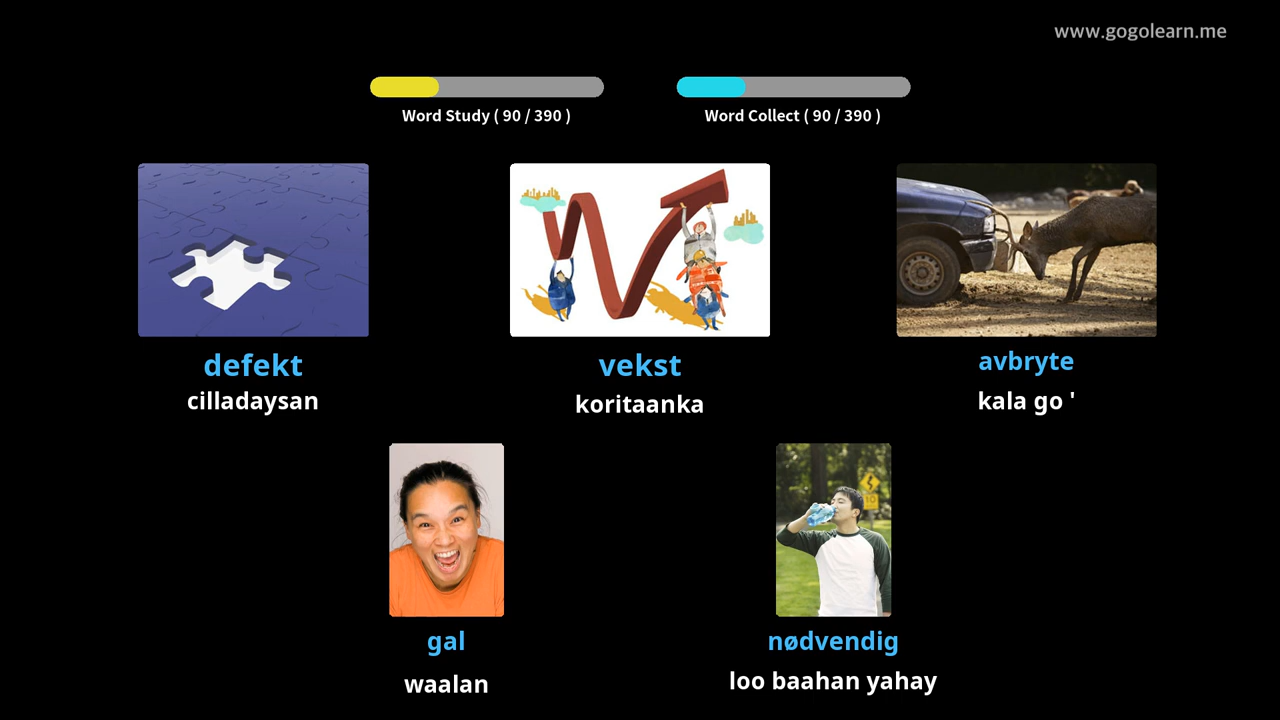 www.gogolearn.me
Word Study ( 90 / 390 )
Word Collect ( 90 / 390 )
defekt
cilladaysan
vekst
koritaanka
avbryte
kala go '
gal
waalan
nødvendig
loo baahan yahay